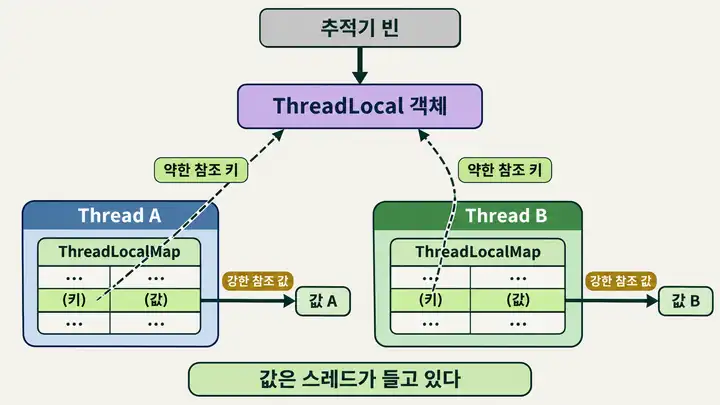 추적기 빈
ThreadLocal 객체
약한 참조 키
약한 참조 키
Thread A
ThreadLocalMap
... ...
(키) (값)
... ...
강한 참조 값
값 A
Thread B
ThreadLocalMap
... ...
(키) (값)
... ...
강한 참조 값
값 B
값은 스레드가 들고 있다